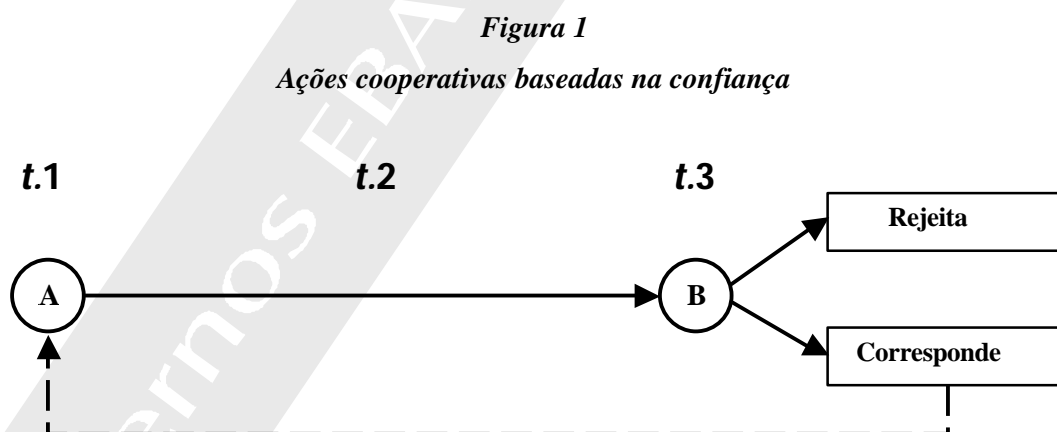 Figura 1
Ações cooperativas baseadas na confiança
t.1 t.2 t.3
Rejeita
A B
Corresponde